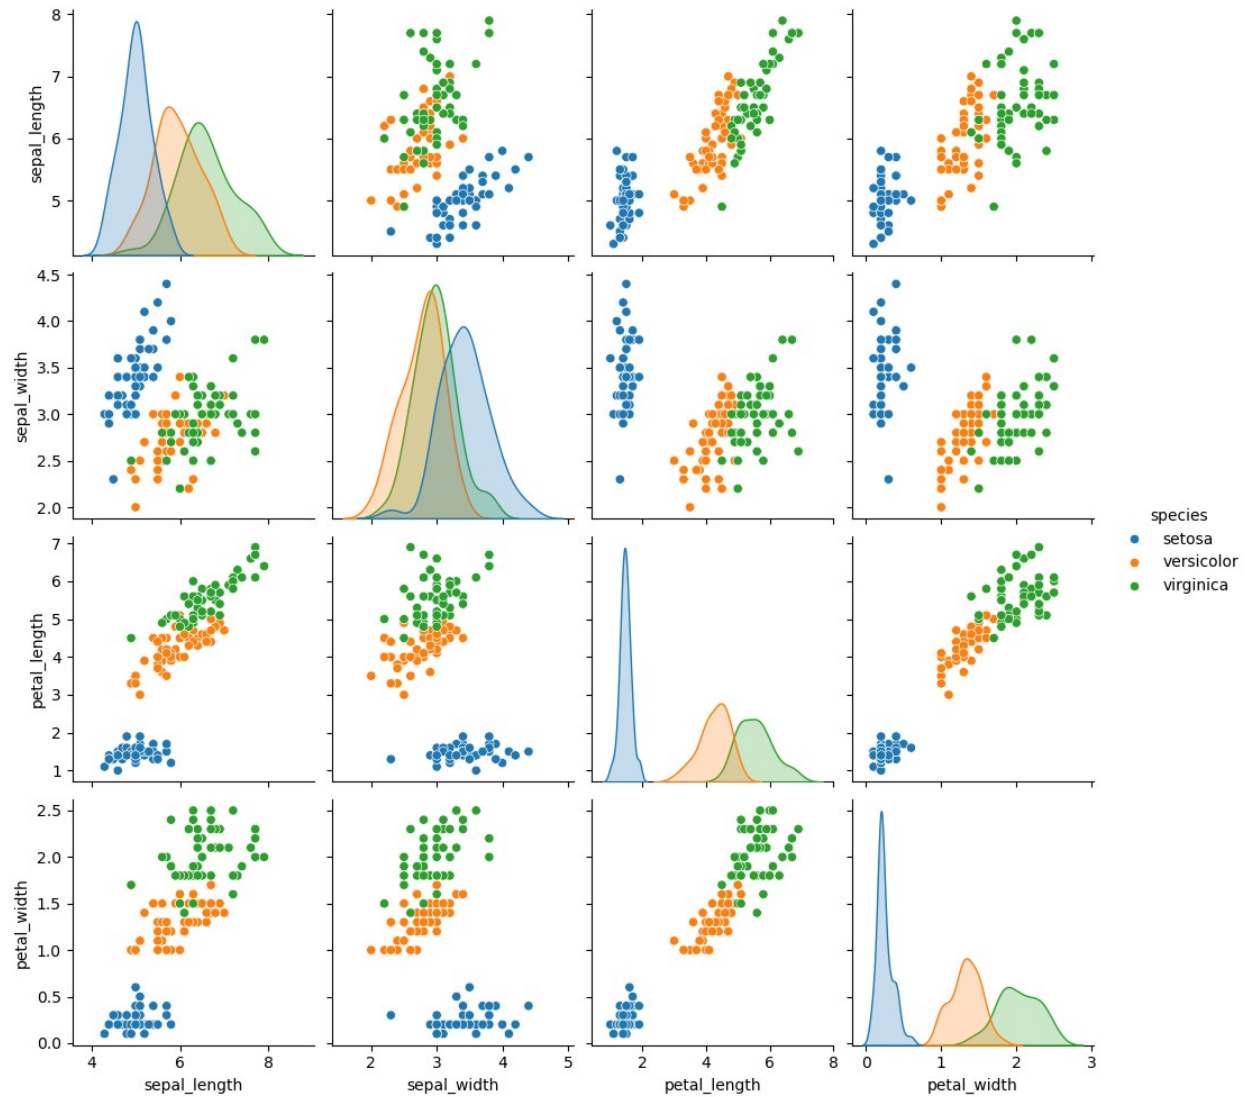 8
7
6
5
sepal_length
4.5
4.0
3.5
3.0
2.5
2.0
sepal_width
species
setosa
versicolor
virginica
7
6
5
4
3
2
1
petal_length
2.5
2.0
1.5
1.0
0.5
0.0
petal_width
4 6 8
2 3 4 5
2 4 6 8
0 1 2 3
sepal_length
sepal_width
petal_length
petal_width